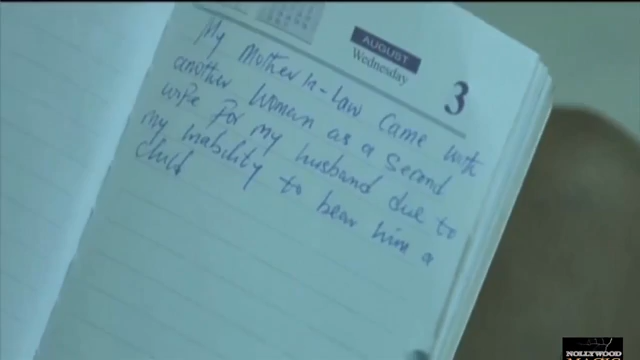 AUGUST
Wednesday
3
My Mother In-Law Came with
another woman as a Second
wife for my husband due to
my inability to bear him a
child
NOLLYWOOD
MAGIC